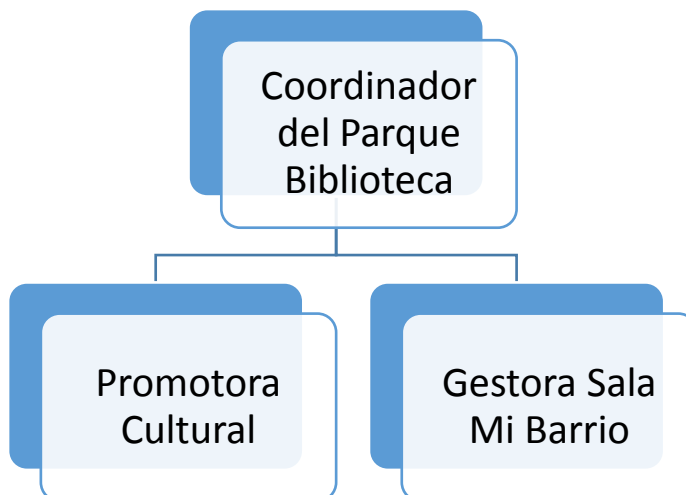 Coordinador
del Parque
Biblioteca
Promotora
Cultural
Gestora Sala
Mi Barrio